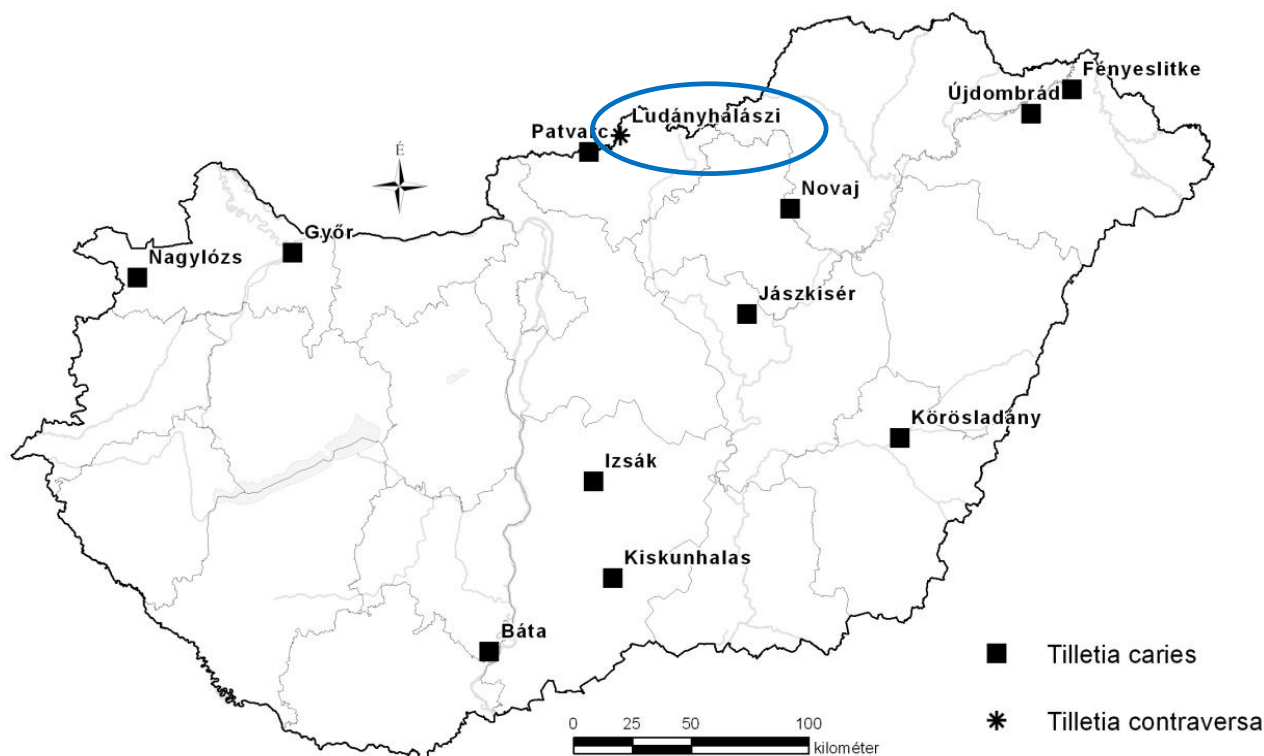 Fényeslitke
Újdombrád
Ludányhalászi
Patvarc
É
Novaj
Győr
Nagylózs
Jászkisér
Körösladány
Izsák
Kiskunhalas
Báta
Tilletia caries
Tilletia contraversa
0 25 50 100
kilométer